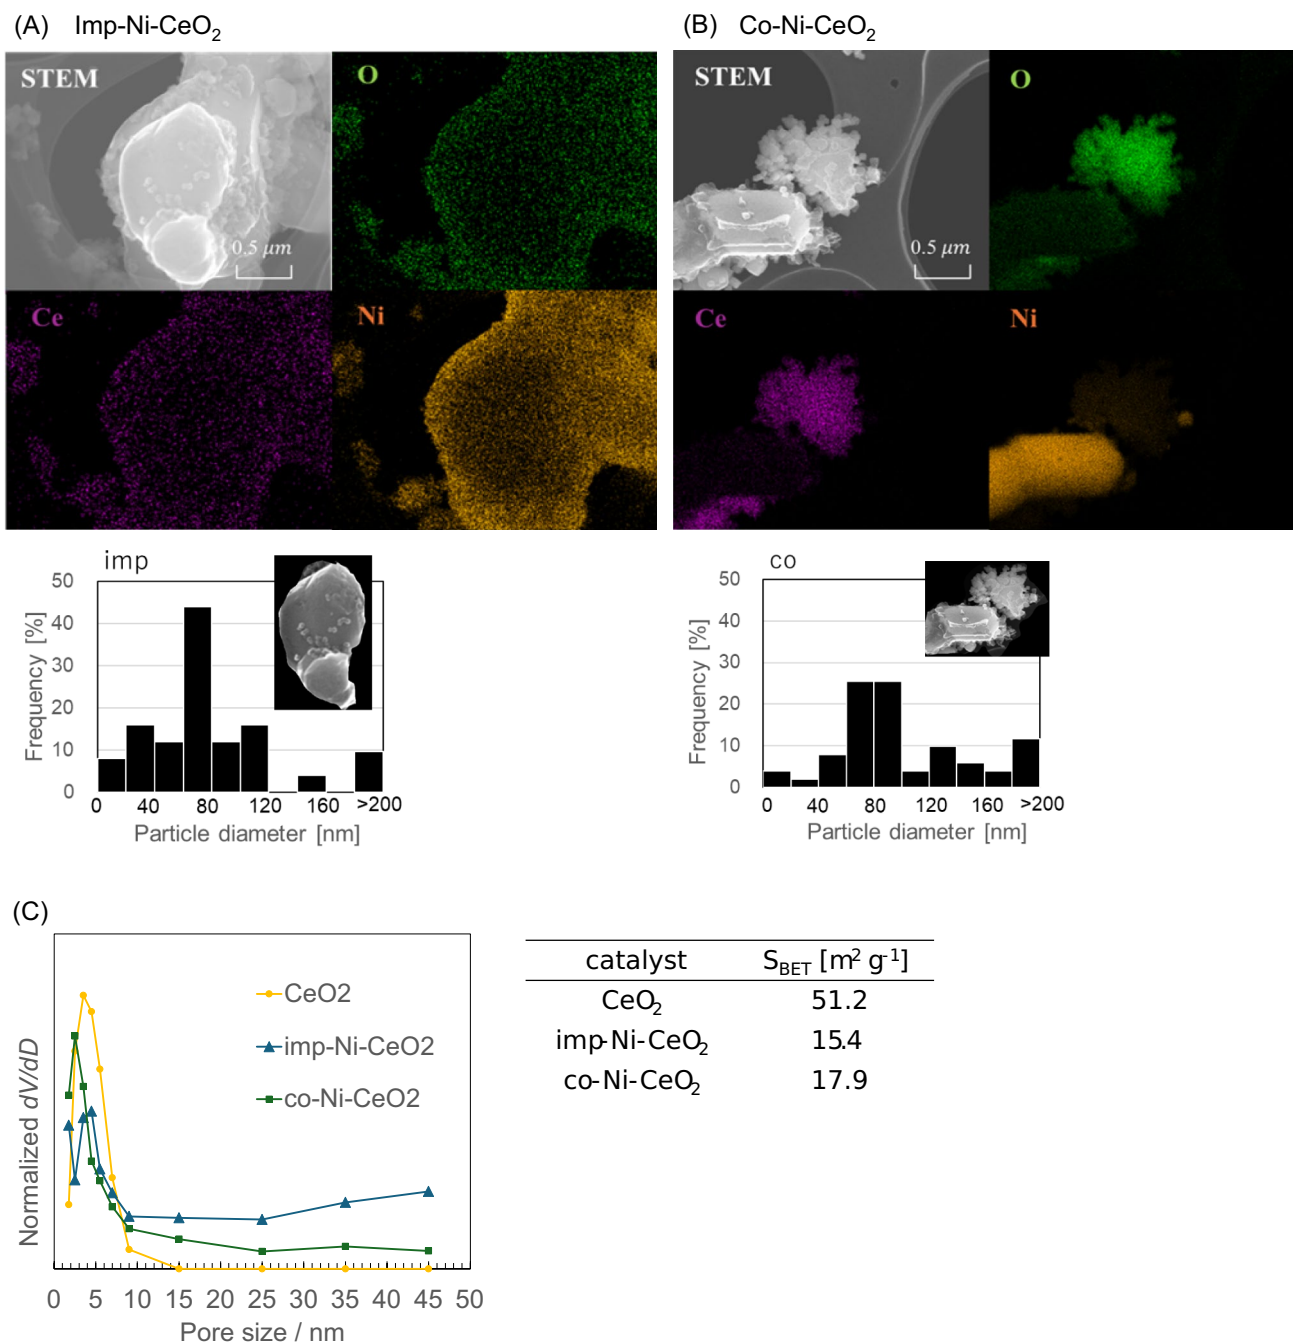 (A) Imp-Ni-CeO₂
(B) Co-Ni-CeO₂
STEM
O
0.5 μm
Ce
Ni
STEM
O
0.5 μm
Ce
Ni
imp
50
40
30
20
10
0
Frequency [%]
0 40 80 120 160 >200
Particle diameter [nm]
co
50
40
30
20
10
0
Frequency [%]
0 40 80 120 160 >200
Particle diameter [nm]
(C)
Normalized dV/dD
CeO2
imp-Ni-CeO2
co-Ni-CeO2
0 5 10 15 20 25 30 35 40 45 50
Pore size / nm
catalyst S_BET [m² g⁻¹]
CeO₂ 51.2
imp-Ni-CeO₂ 15.4
co-Ni-CeO₂ 17.9